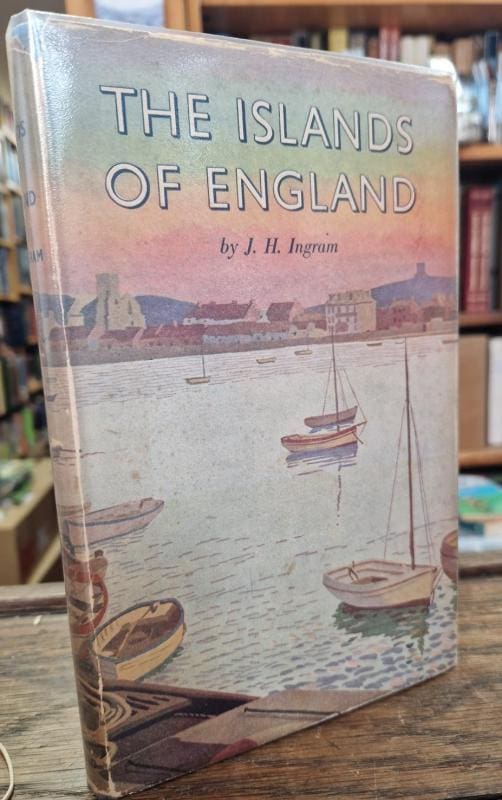 THE ISLANDS
OF ENGLAND
by J. H. Ingram